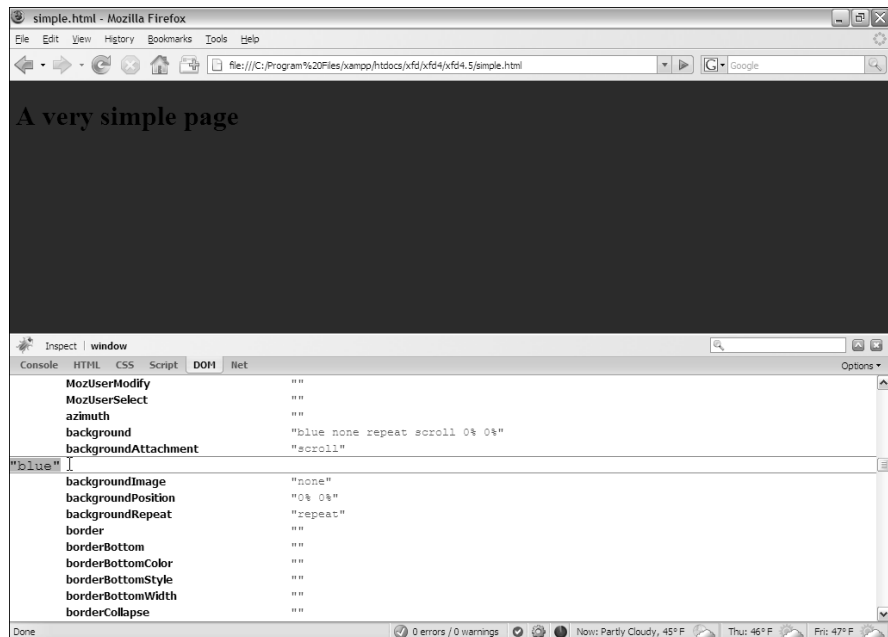 simple.html - Mozilla Firefox
File Edit View History Bookmarks Tools Help
file:///C:/Program%20Files/xampp/htdocs/xfd/xfd4/xfd4.5/simple.html G Google
A very simple page
Inspect | window
Console HTML CSS Script DOM Net Options
MozUserModify ""
MozUserSelect ""
azimuth ""
background "blue none repeat scroll 0% 0%"
backgroundAttachment "scroll"
"blue"
backgroundImage "none"
backgroundPosition "0% 0%"
backgroundRepeat "repeat"
border ""
borderBottom ""
borderBottomColor ""
borderBottomStyle ""
borderBottomWidth ""
borderCollapse ""
Done 0 errors / 0 warnings Now: Partly Cloudy, 45° F Thu: 46° F Fri: 47° F